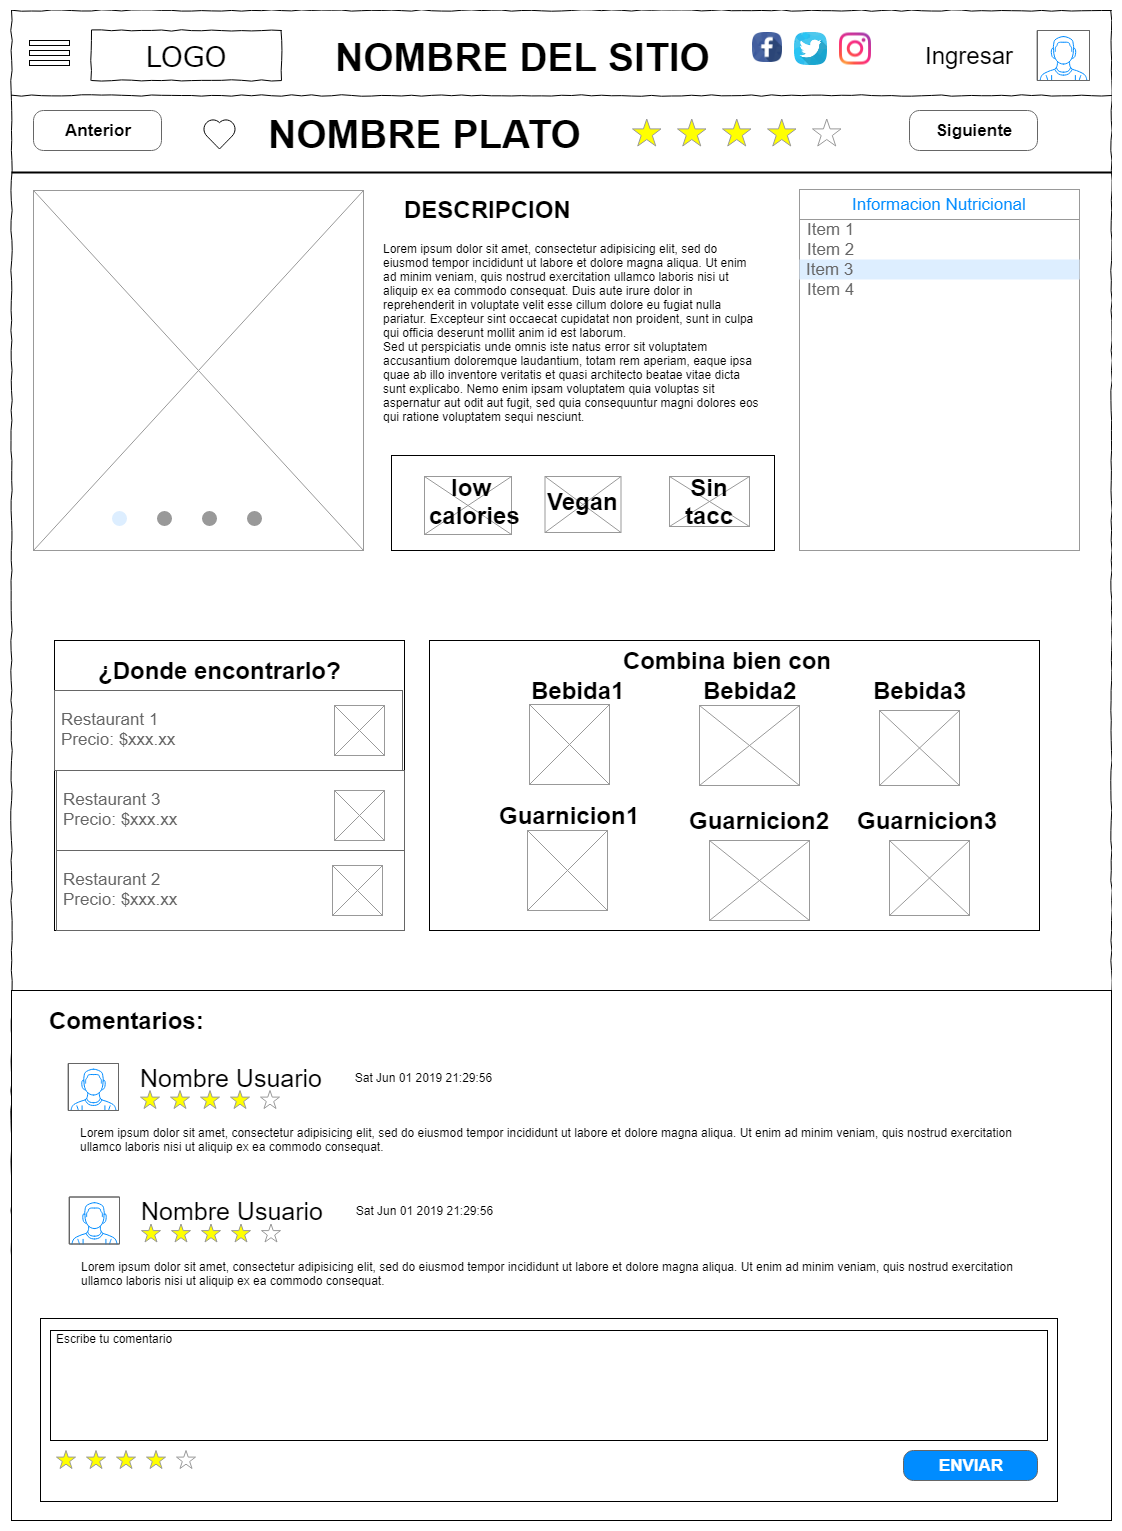 LOGO
NOMBRE DEL SITIO
Ingresar
Anterior
NOMBRE PLATO
Siguiente
DESCRIPCION
Lorem ipsum dolor sit amet, consectetur adipisicing elit, sed do
eiusmod tempor incididunt ut labore et dolore magna aliqua. Ut enim
ad minim veniam, quis nostrud exercitation ullamco laboris nisi ut
aliquip ex ea commodo consequat. Duis aute irure dolor in
reprehenderit in voluptate velit esse cillum dolore eu fugiat nulla
pariatur. Excepteur sint occaecat cupidatat non proident, sunt in culpa
qui officia deserunt mollit anim id est laborum.
Sed ut perspiciatis unde omnis iste natus error sit voluptatem
accusantium doloremque laudantium, totam rem aperiam, eaque ipsa
quae ab illo inventore veritatis et quasi architecto beatae vitae dicta
sunt explicabo. Nemo enim ipsam voluptatem quia voluptas sit
aspernatur aut odit aut fugit, sed quia consequuntur magni dolores eos
qui ratione voluptatem sequi nesciunt.
low
calories
Vegan
Sin
tacc
Informacion Nutricional
Item 1
Item 2
Item 3
Item 4
¿Donde encontrarlo?
Restaurant 1
Precio: $xxx.xx
Restaurant 3
Precio: $xxx.xx
Restaurant 2
Precio: $xxx.xx
Combina bien con
Bebida1
Bebida2
Bebida3
Guarnicion1
Guarnicion2
Guarnicion3
Comentarios:
Nombre Usuario
Sat Jun 01 2019 21:29:56
Lorem ipsum dolor sit amet, consectetur adipisicing elit, sed do eiusmod tempor incididunt ut labore et dolore magna aliqua. Ut enim ad minim veniam, quis nostrud exercitation
ullamco laboris nisi ut aliquip ex ea commodo consequat.
Nombre Usuario
Sat Jun 01 2019 21:29:56
Lorem ipsum dolor sit amet, consectetur adipisicing elit, sed do eiusmod tempor incididunt ut labore et dolore magna aliqua. Ut enim ad minim veniam, quis nostrud exercitation
ullamco laboris nisi ut aliquip ex ea commodo consequat.
Escribe tu comentario
ENVIAR